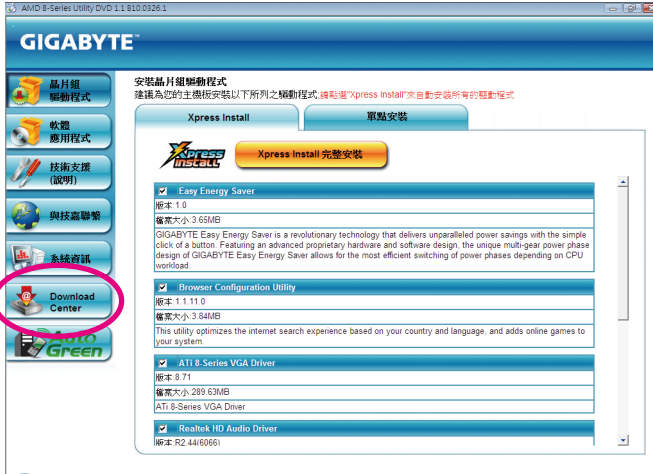 AMD 8-Series Utility DVD 1.1 B10.0326.1
GIGABYTE™
晶片組
驅動程式
軟體
應用程式
技術支援
(說明)
與技嘉聯繫
系統資訊
Download
Center
Auto
Green
安裝晶片組驅動程式
建議為您的主機板安裝以下所列之驅動程式;請點選"Xpress Install"來自動安裝所有的驅動程式
Xpress Install
單點安裝
Xpress
INSTALL
Xpress Install 完整安裝
Easy Energy Saver
版本:1.0
檔案大小:3.65MB
GIGABYTE Easy Energy Saver is a revolutionary technology that delivers unparalleled power savings with the simple
click of a button. Featuring an advanced proprietary hardware and software design, the unique multi-gear power phase
design of GIGABYTE Easy Energy Saver allows for the most efficient switching of power phases depending on CPU
workload.
Browser Configuration Utility
版本:1.1.11.0
檔案大小:3.84MB
This utility optimizes the internet search experience based on your country and language, and adds online games to
your system.
ATi 8-Series VGA Driver
版本:8.71
檔案大小:289.63MB
ATi 8-Series VGA Driver
Realtek HD Audio Driver
版本:R2.44(6066)